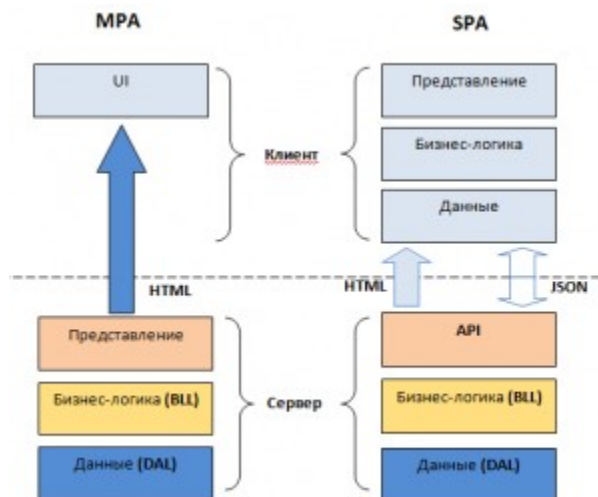 MPA
SPA
UI
Представление
Бизнес-логика
Клиент
Данные
HTML
HTML
JSON
Представление
API
Бизнес-логика (BLL)
Сервер
Бизнес-логика (BLL)
Данные (DAL)
Данные (DAL)